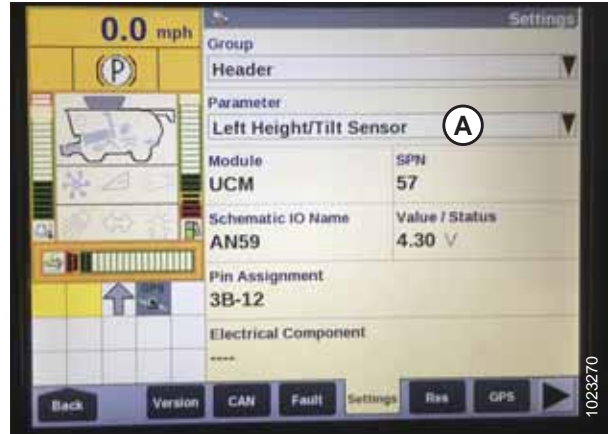 0.0 mph
Settings
Group
Header
(P)
Parameter
Left Height/Tilt Sensor
A
Module
SPN
UCM
57
Schematic IO Name
Value / Status
AN59
4.30 V
Pin Assignment
3B-12
GPS
Electrical Component
----
Back
Version
CAN
Fault
Settings
Res
GPS
1023270